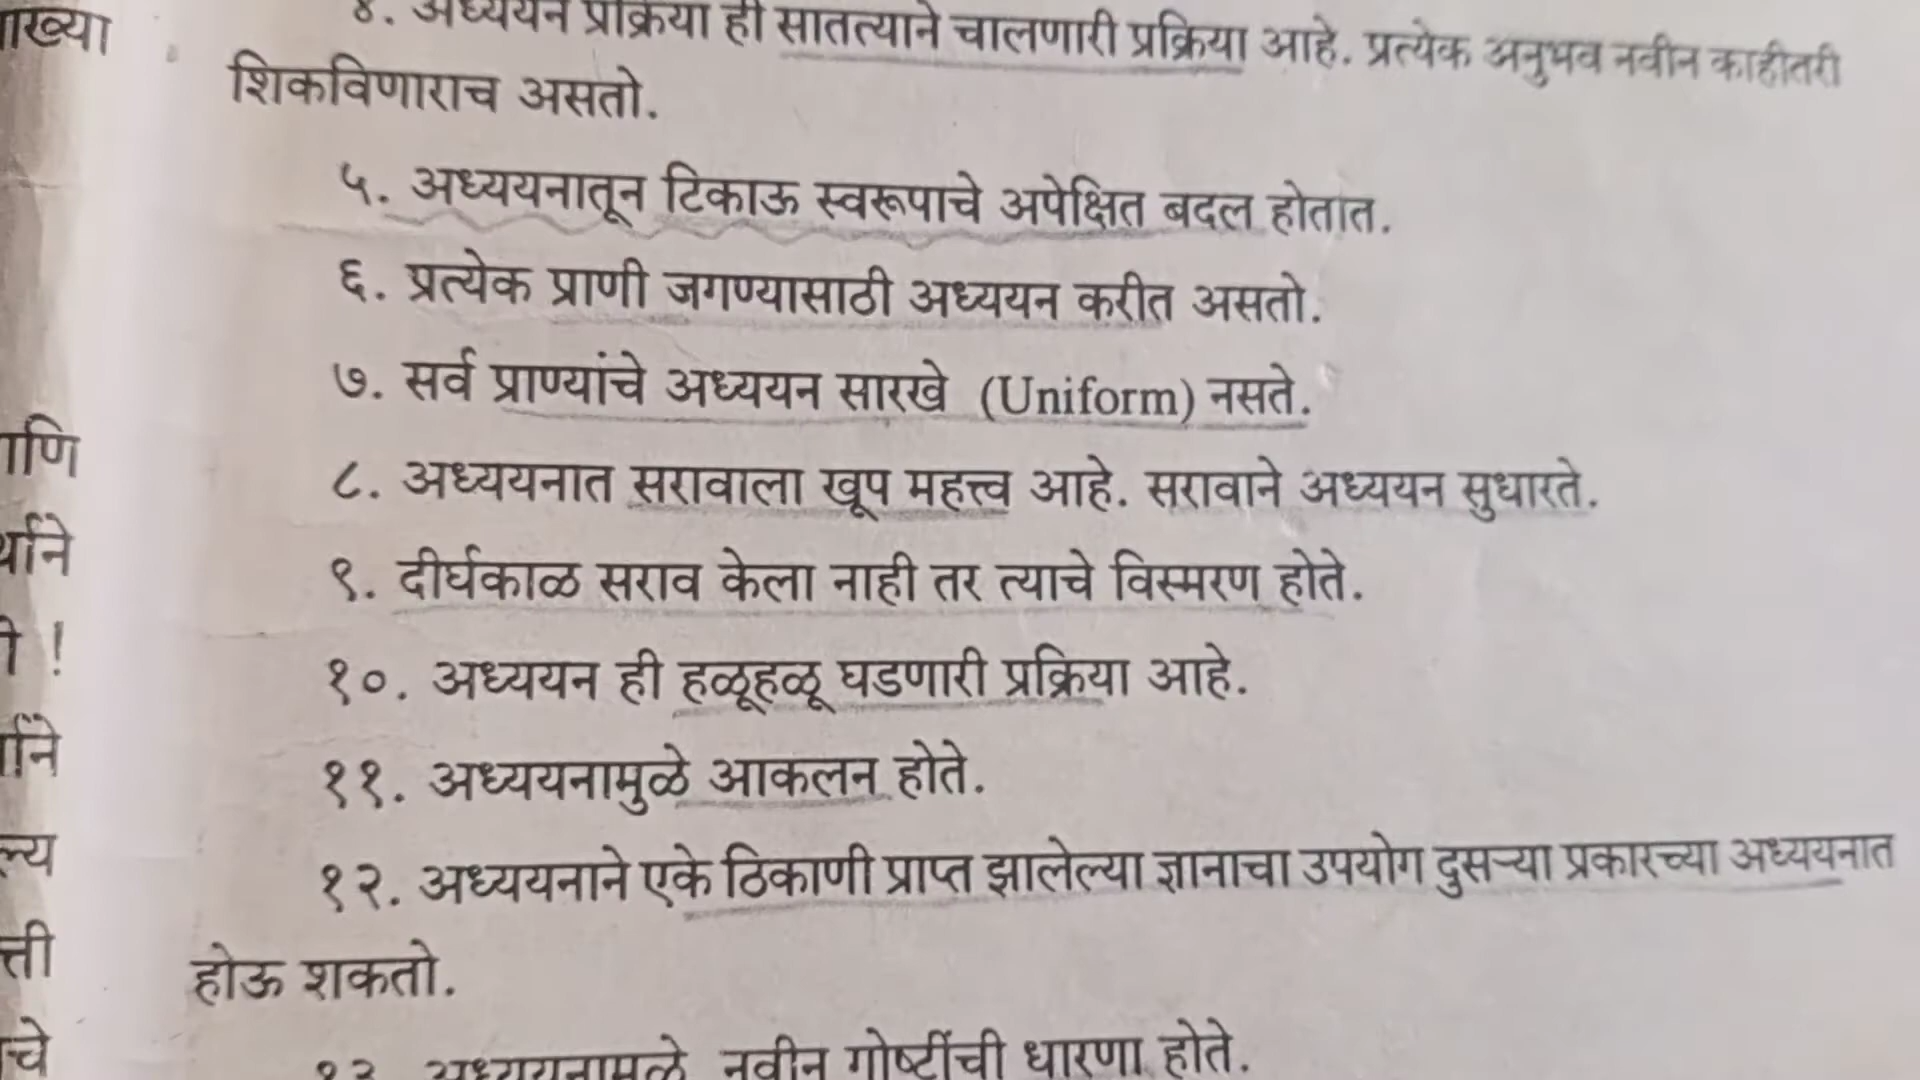 ाख्या
४. अध्ययन प्रक्रिया ही सातत्याने चालणारी प्रक्रिया आहे. प्रत्येक अनुभव नवीन काहीतरी
शिकविणाराच असतो.
५. अध्ययनातून टिकाऊ स्वरूपाचे अपेक्षित बदल होतात.
६. प्रत्येक प्राणी जगण्यासाठी अध्ययन करीत असतो.
७. सर्व प्राण्यांचे अध्ययन सारखे (Uniform) नसते.
ाणि
८. अध्ययनात सरावाला खूप महत्त्व आहे. सरावाने अध्ययन सुधारते.
र्थाने
९. दीर्घकाळ सराव केला नाही तर त्याचे विस्मरण होते.
!
१०. अध्ययन ही हळूहळू घडणारी प्रक्रिया आहे.
र्गाने
११. अध्ययनामुळे आकलन होते.
ल्य
१२. अध्ययनाने एके ठिकाणी प्राप्त झालेल्या ज्ञानाचा उपयोग दुसऱ्या प्रकारच्या अध्ययनात
त्ती
होऊ शकतो.
चे
१३. अध्ययनामुळे नवीन गोष्टींची धारणा होते.